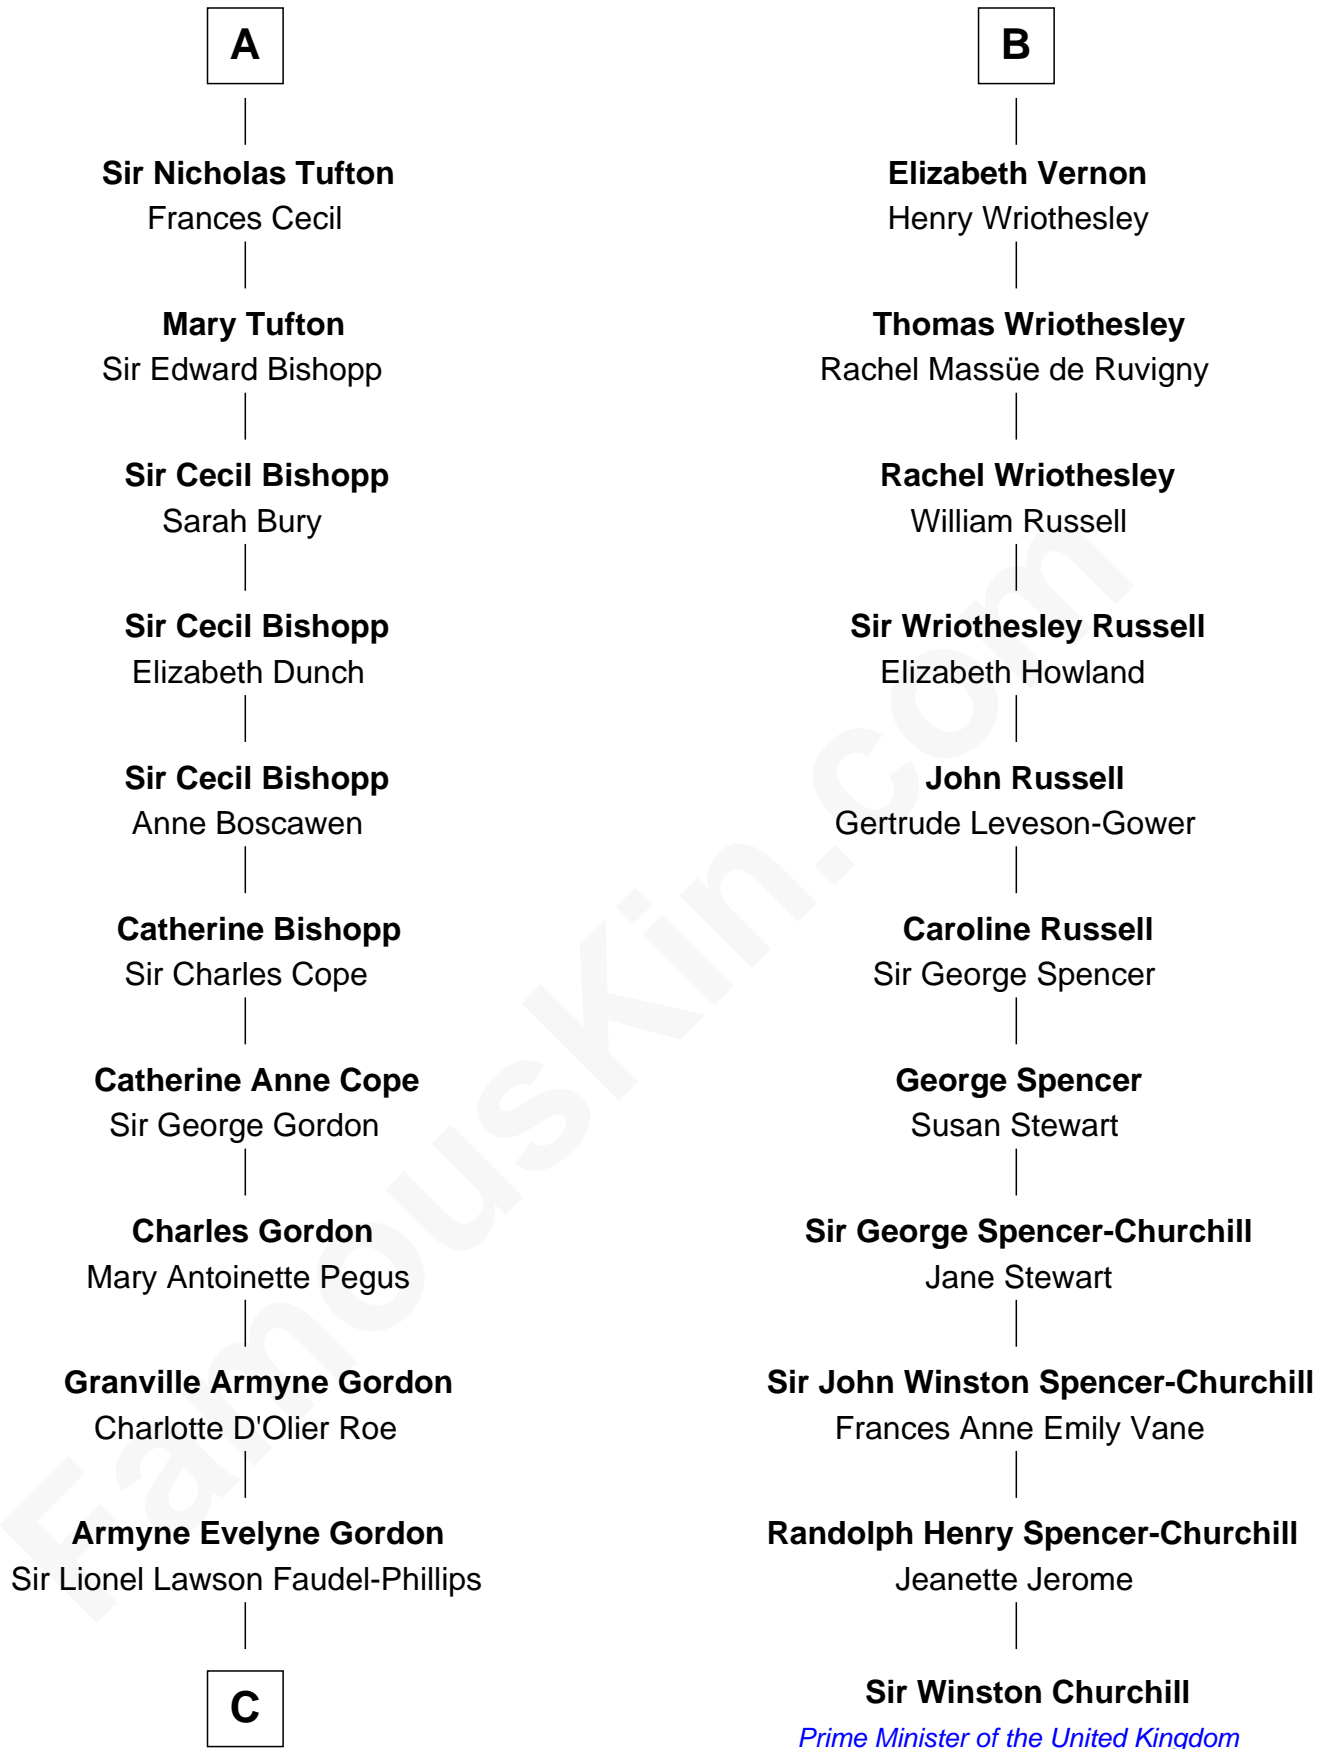 A
Sir Nicholas Tufton
Frances Cecil
Mary Tufton
Sir Edward Bishopp
Sir Cecil Bishopp
Sarah Bury
Sir Cecil Bishopp
Elizabeth Dunch
Sir Cecil Bishopp
Anne Boscawen
Catherine Bishopp
Sir Charles Cope
Catherine Anne Cope
Sir George Gordon
Charles Gordon
Mary Antoinette Pegus
Granville Armyne Gordon
Charlotte D'Olier Roe
Armyne Evelyne Gordon
Sir Lionel Lawson Faudel-Phillips
C
B
Elizabeth Vernon
Henry Wriothesley
Thomas Wriothesley
Rachel Massüe de Ruvigny
Rachel Wriothesley
William Russell
Sir Wriothesley Russell
Elizabeth Howland
John Russell
Gertrude Leveson-Gower
Caroline Russell
Sir George Spencer
George Spencer
Susan Stewart
Sir George Spencer-Churchill
Jane Stewart
Sir John Winston Spencer-Churchill
Frances Anne Emily Vane
Randolph Henry Spencer-Churchill
Jeanette Jerome
Sir Winston Churchill
Prime Minister of the United Kingdom
FamousKin.com